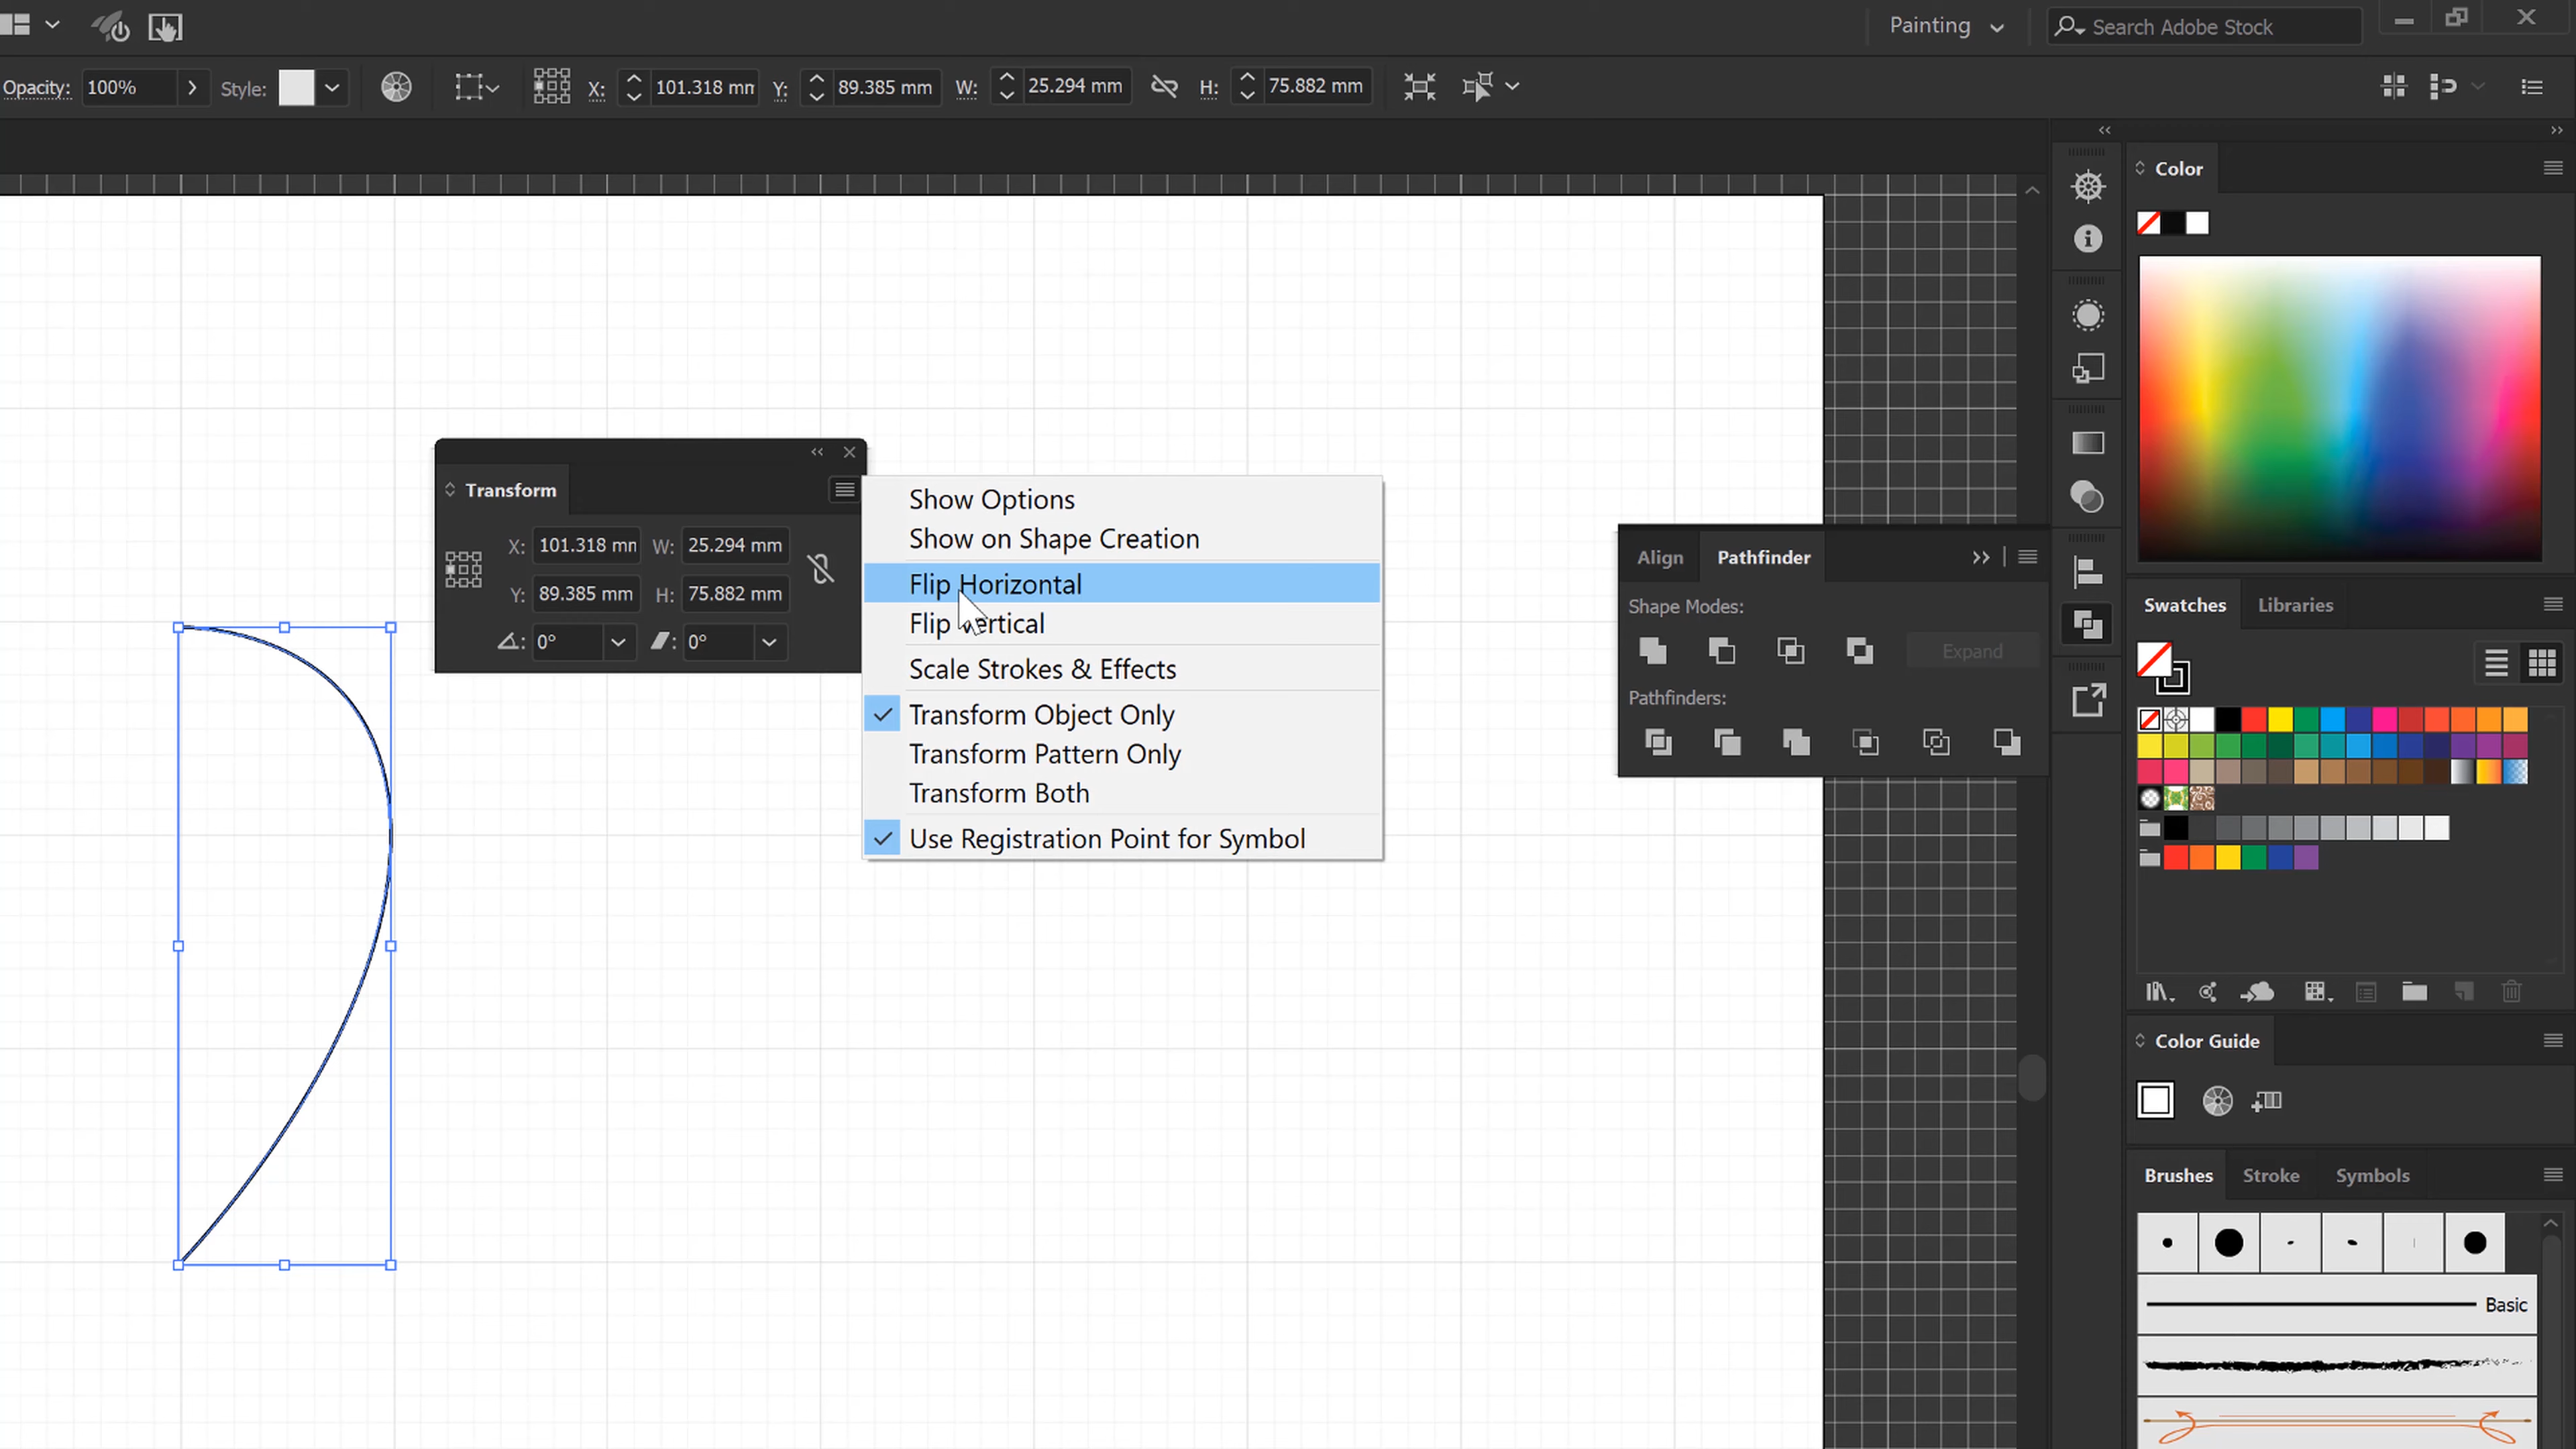 Painting
Search Adobe Stock
Opacity: 100% Style: X: 101.318 mm Y: 89.385 mm W: 25.294 mm H: 75.882 mm
Color
Transform
X: 101.318 mm W: 25.294 mm
Y: 89.385 mm H: 75.882 mm
0° 0°
Show Options
Show on Shape Creation
Flip Horizontal
Flip Vertical
Scale Strokes & Effects
Transform Object Only
Transform Pattern Only
Transform Both
Use Registration Point for Symbol
Align Pathfinder
Shape Modes:
Expand
Pathfinders:
Swatches Libraries
Color Guide
Brushes Stroke Symbols
Basic